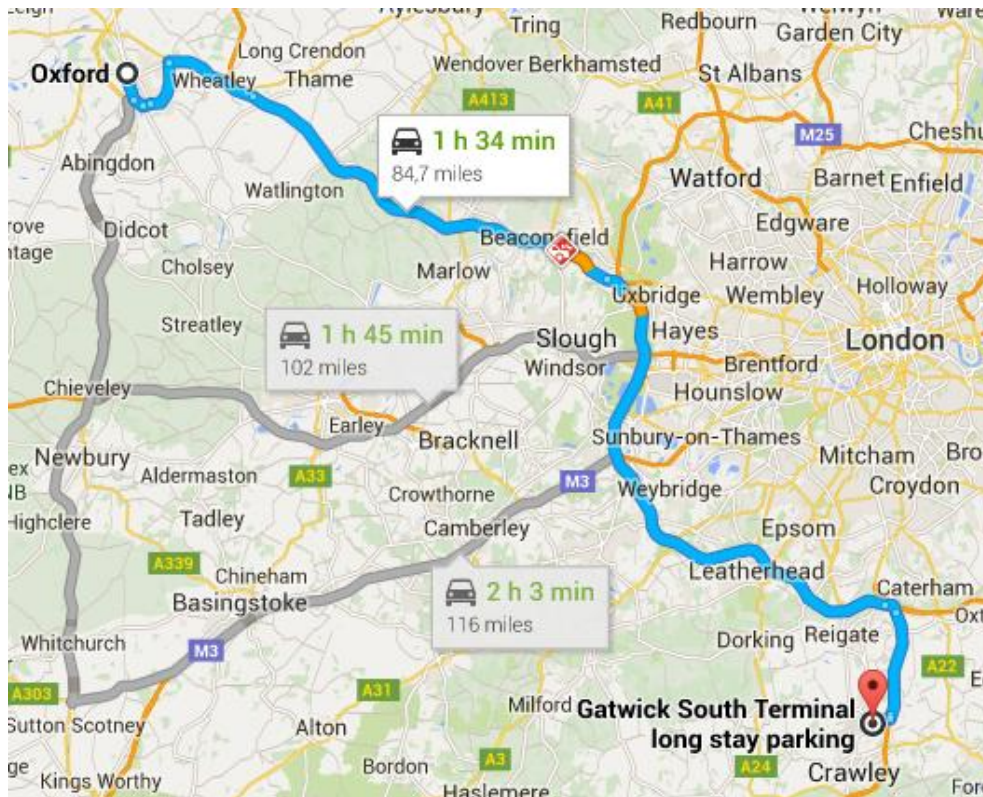 Aylesbury
Tring
Redbourn
Welwyn
Garden City
Long Crendon
Oxford
Wheatley
Thame
Wendover
Berkhamsted
St Albans
A413
A41
M25
1 h 34 min
84,7 miles
Abingdon
Watlington
Watford
Barnet
Enfield
Didcot
Edgware
Beaconsfield
Cholsey
Marlow
Harrow
Holloway
Uxbridge
Wembley
Streatley
1 h 45 min
102 miles
Slough
Hayes
London
Windsor
Brentford
Chieveley
Hounslow
Earley
Bracknell
Sunbury-on-Thames
Newbury
Mitcham
Aldermaston
A33
M3
Weybridge
Croydon
Crowthorne
Highclere
Tadley
Camberley
Epsom
A339
Chineham
Leatherhead
Caterham
2 h 3 min
116 miles
Basingstoke
Whitchurch
M3
Dorking
Reigate
A22
A303
A31
Milford
Gatwick South Terminal
long stay parking
Sutton Scotney
Alton
A3
A24
Crawley
Bordon
Kings Worthy
Haslemere